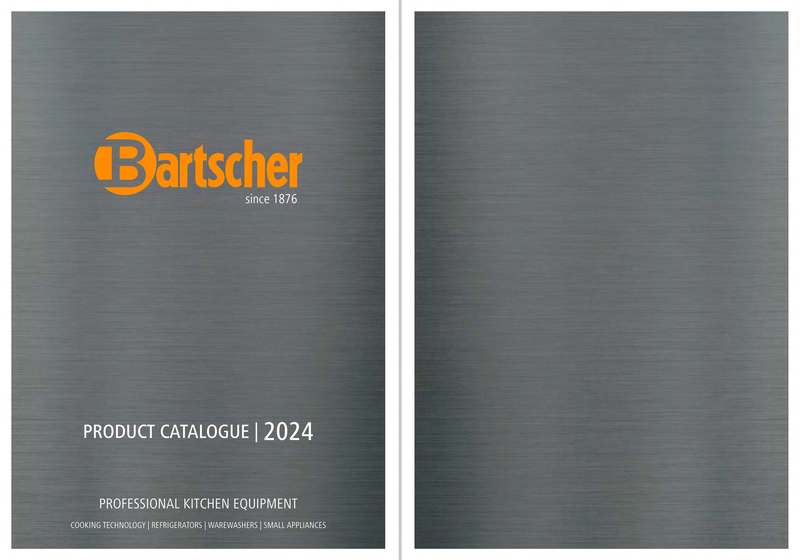 Bartscher
since 1876
PRODUCT CATALOGUE | 2024
PROFESSIONAL KITCHEN EQUIPMENT
COOKING TECHNOLOGY | REFRIGERATORS | WAREWASHERS | SMALL APPLIANCES